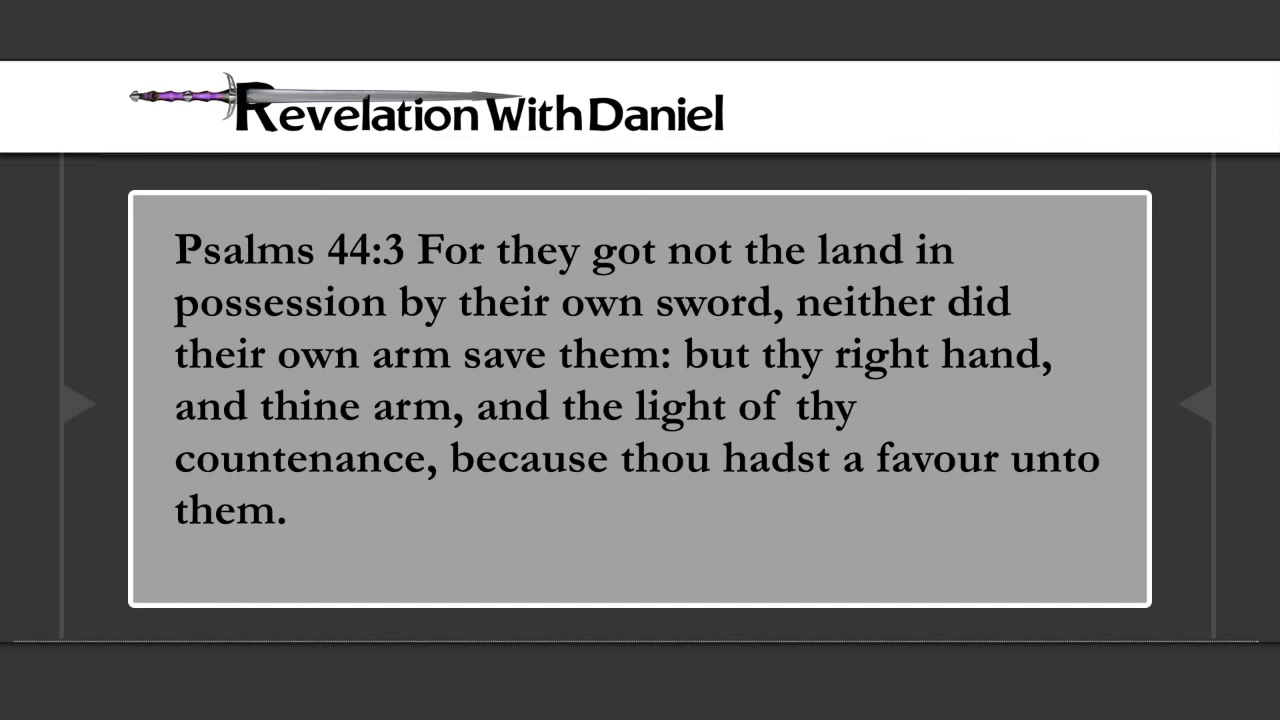 Revelation With Daniel
Psalms 44:3 For they got not the land in
possession by their own sword, neither did
their own arm save them: but thy right hand,
and thine arm, and the light of thy
countenance, because thou hadst a favour unto
them.